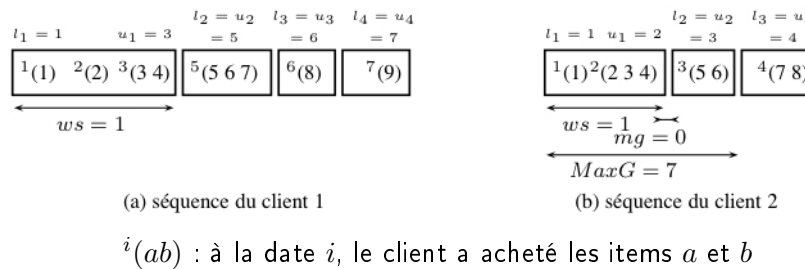 l₂ = u₂ l₃ = u₃ l₄ = u₄
l₁ = 1 u₁ = 3 = 5 = 6 = 7
¹(1) ²(2) ³(3 4) ⁵(5 6 7) ⁶(8) ⁷(9)
ws = 1
(a) séquence du client 1
l₂ = u₂ l₃ = u
l₁ = 1 u₁ = 2 = 3 = 4
¹(1)²(2 3 4) ³(5 6) ⁴(7 8)
ws = 1
mg = 0
MaxG = 7
(b) séquence du client 2
ⁱ(ab) : à la date i, le client a acheté les items a et b